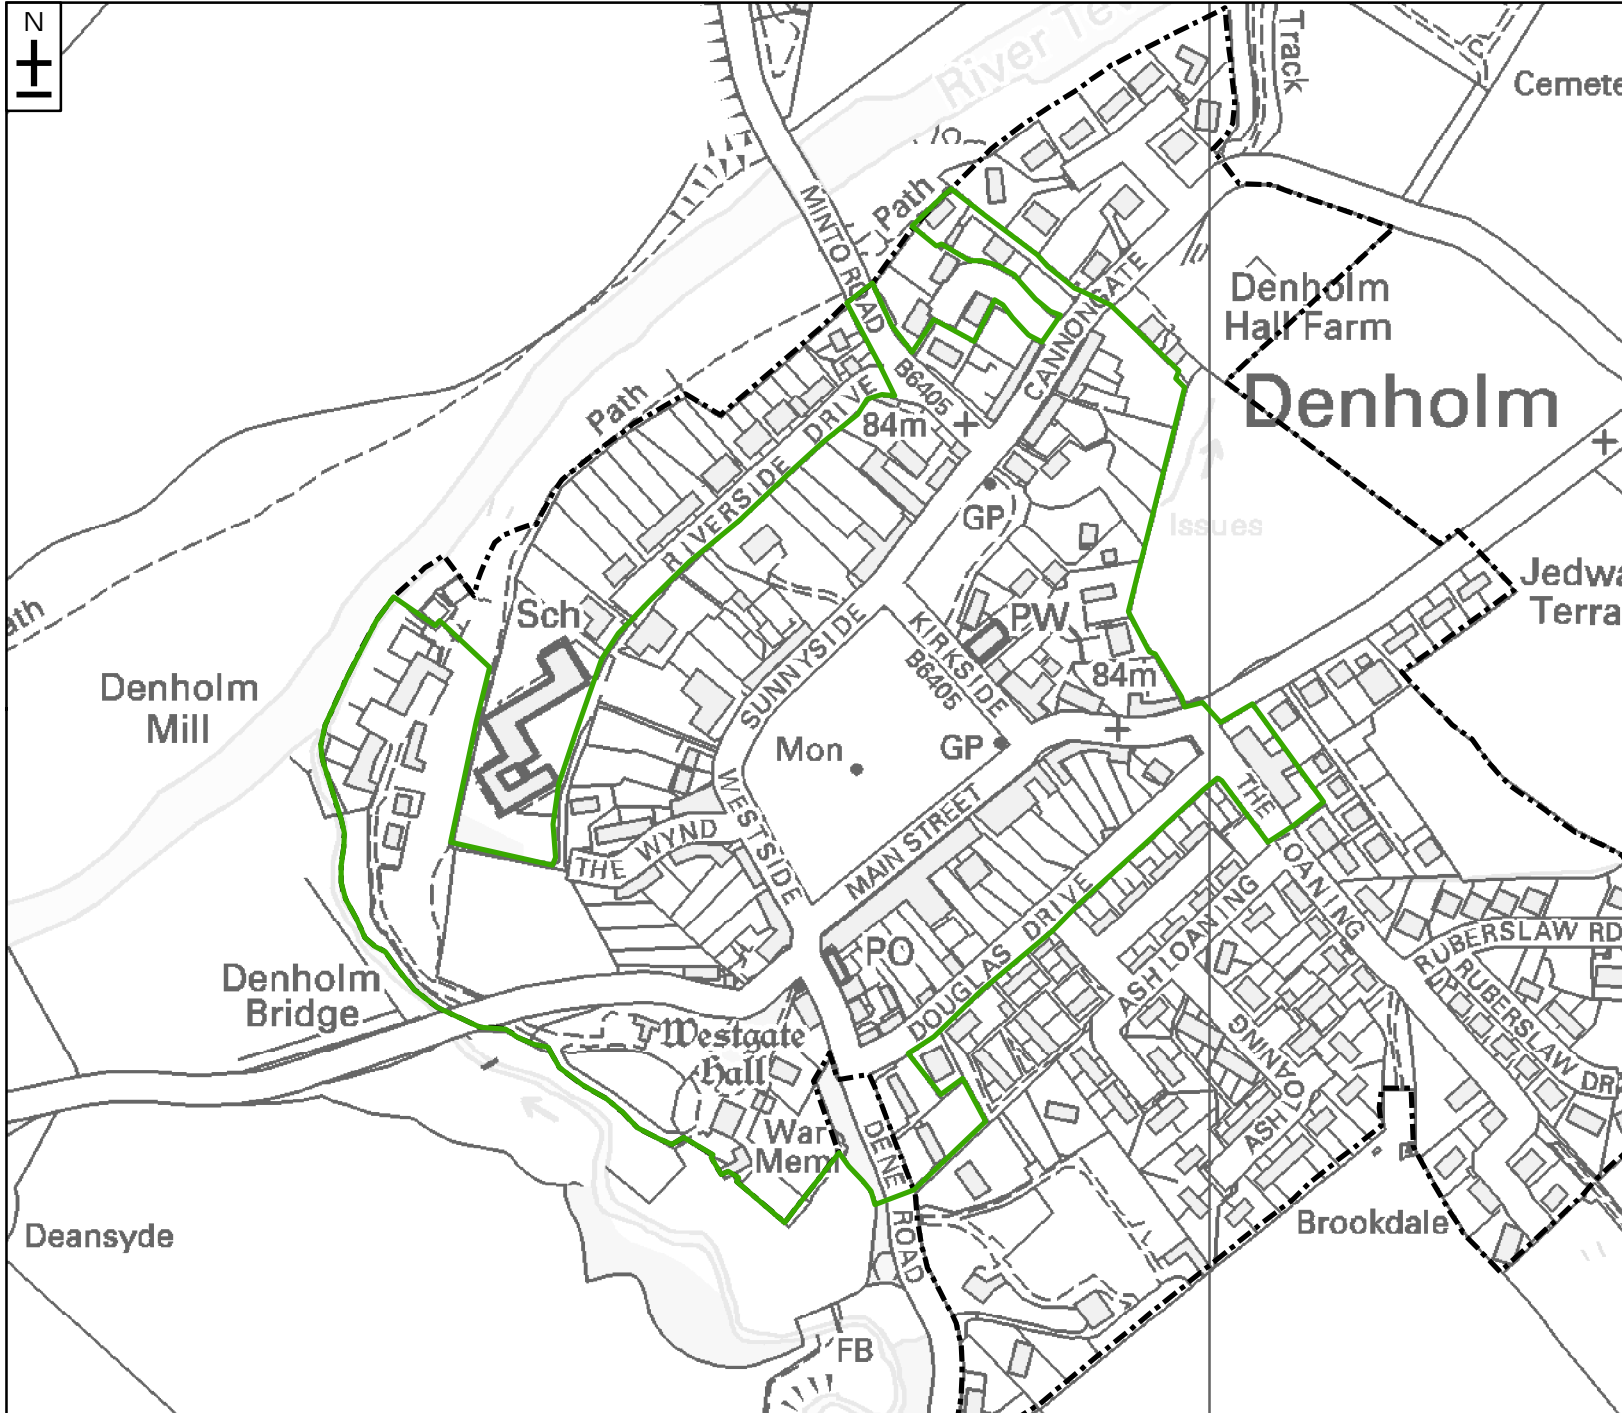 N
River Tev
Track
Cemete
MINTO ROAD
Path
CANNONGATE
Denholm
Hall Farm
Denholm
B6405
84m
Path
RIVERSIDE DRIVE
GP
Issues
Jedwa
Terra
ath
Sch
PW
KIRKSIDE
B6405
84m
SUNNYSIDE
Denholm
Mill
Mon
GP
WESTSIDE
MAIN STREET
THE WYND
THE LOANING
PO
DOUGLAS DRIVE
ASH LOANING
RUBERSLAW RD
RUBERSLAW DR
Denholm
Bridge
Westgate
Hall
ASH LOANING
War
Meml
DENE ROAD
Deansyde
Brookdale
FB